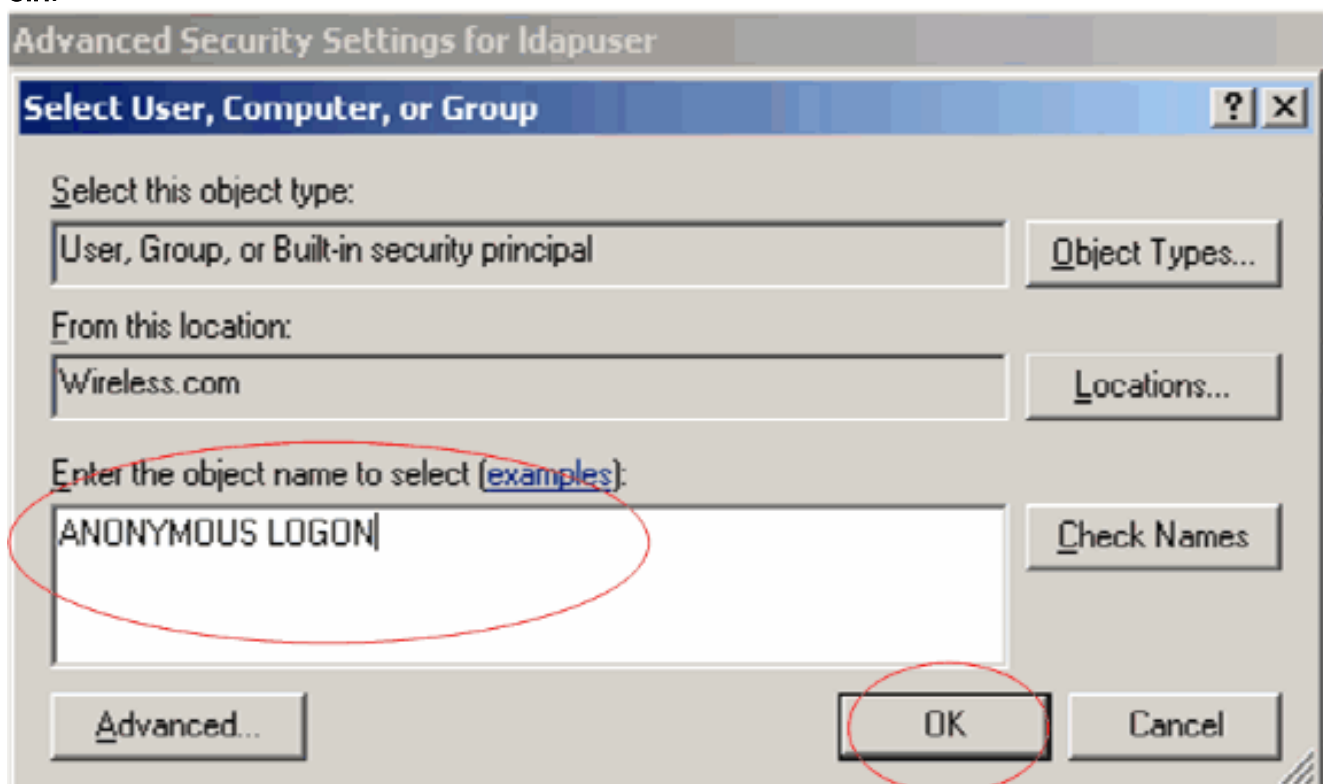 Advanced Security Settings for ldapuser
Select User, Computer, or Group
Select this object type:
User, Group, or Built-in security principal
Object Types...
From this location:
Wireless.com
Locations...
Enter the object name to select (examples):
ANONYMOUS LOGON
Check Names
Advanced...
OK
Cancel